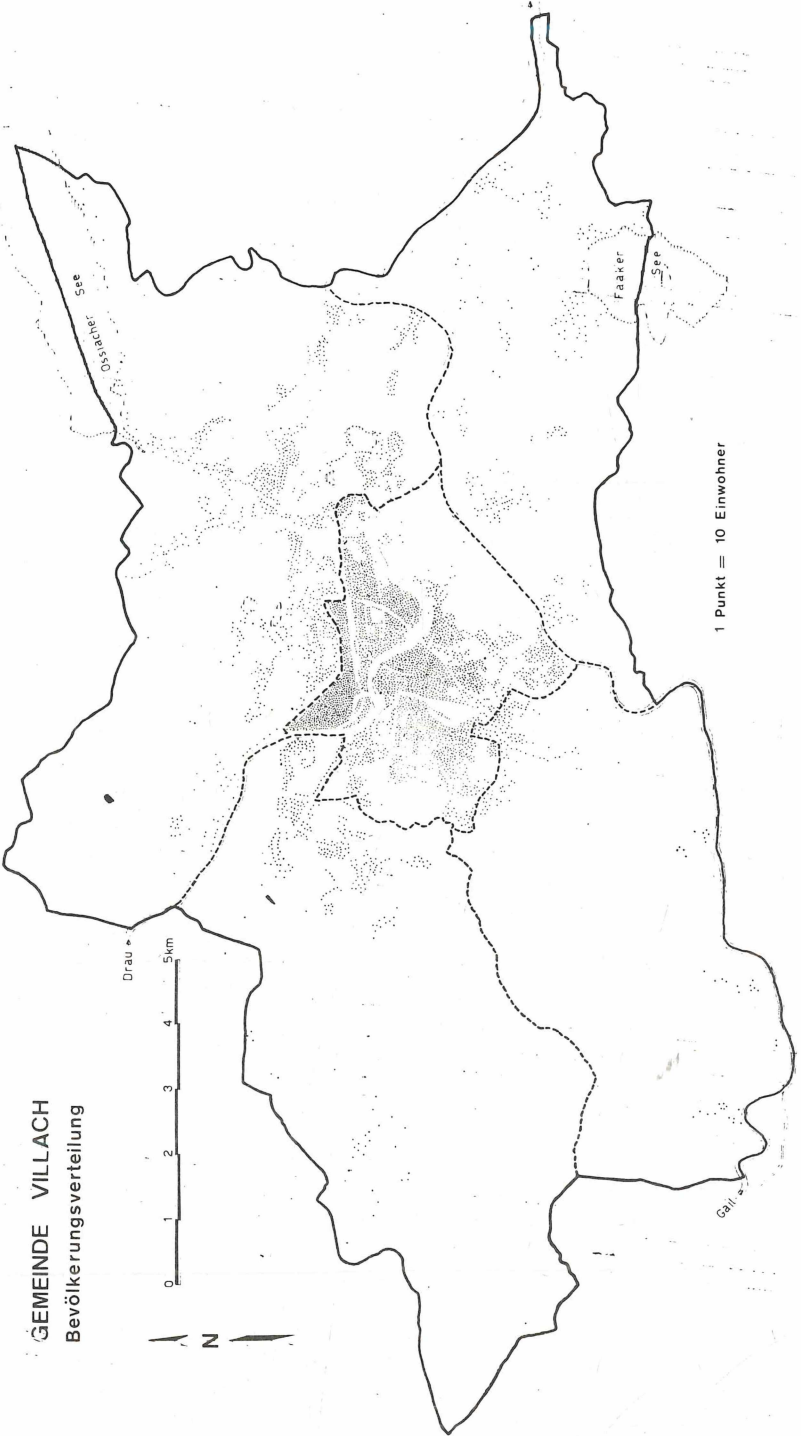 GEMEINDE VILLACH
Bevölkerungsverteilung
0 1 2 3 4 5km
N
Drau
Ossiacher See
Faaker
See
Gail
1 Punkt = 10 Einwohner